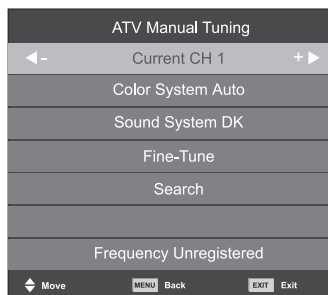 ATV Manual Tuning
- Current CH 1 +
Color System Auto
Sound System DK
Fine-Tune
Search
Frequency Unregistered
Move MENU Back EXIT Exit